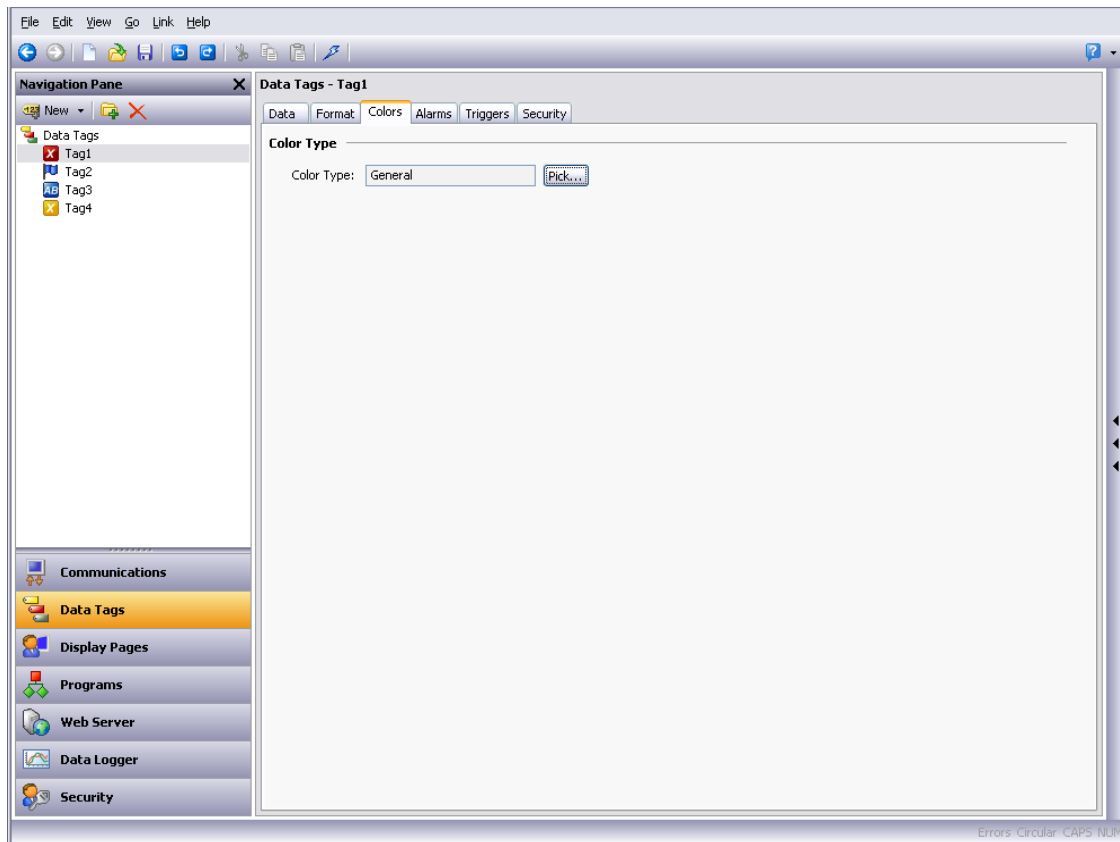 File Edit View Go Link Help
Navigation Pane
New
Data Tags
Tag1
Tag2
Tag3
Tag4
Communications
Data Tags
Display Pages
Programs
Web Server
Data Logger
Security
Data Tags - Tag1
Data Format Colors Alarms Triggers Security
Color Type
Color Type: General Pick...
Errors Circular CAPS NUM